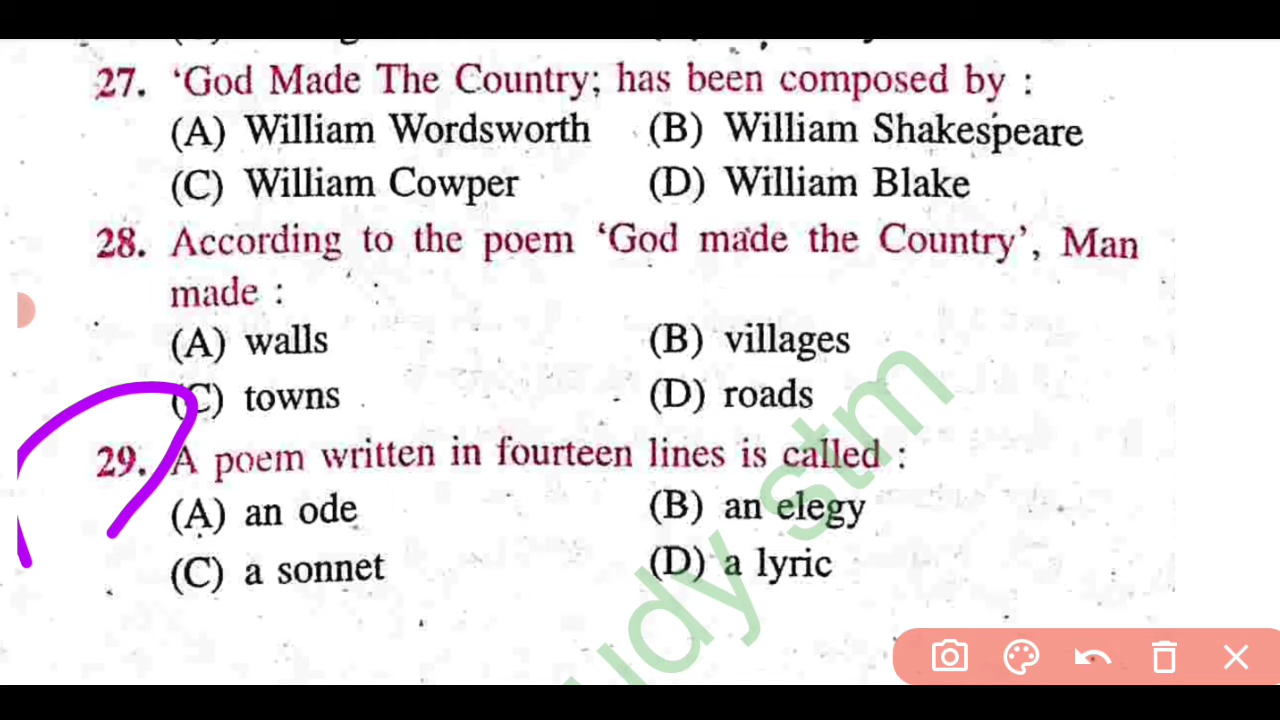 27. ‘God Made The Country; has been composed by :
(A) William Wordsworth (B) William Shakespeare
(C) William Cowper (D) William Blake
28. According to the poem ‘God made the Country’, Man
made :
(A) walls (B) villages
(C) towns (D) roads
29. A poem written in fourteen lines is called :
(A) an ode (B) an elegy
(C) a sonnet (D) a lyric
udy stm